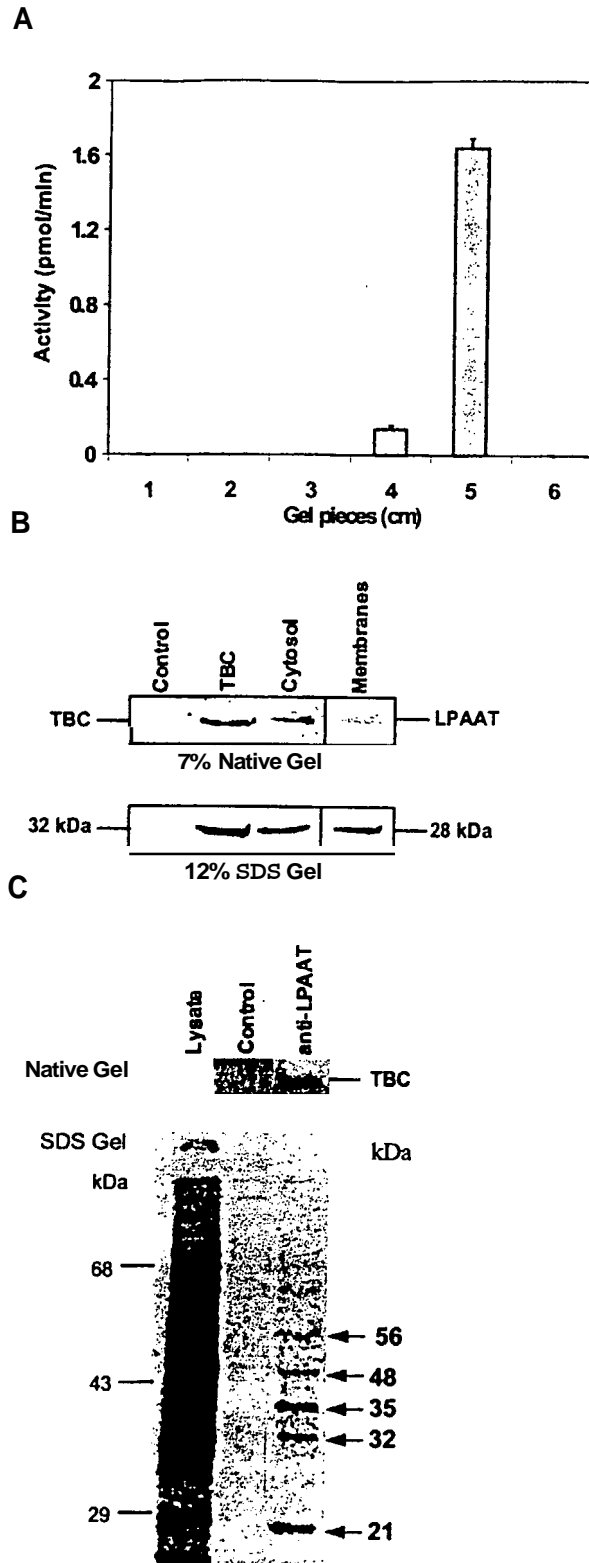 A
2
1.6
1.2
0.8
0.4
0
Activity (pmol/mln)
1 2 3 4 5 6
Gel pieces (cm)
B
Control
TBC
Cytosol
Membranes
TBC
LPAAT
7% Native Gel
32 kDa
28 kDa
12% SDS Gel
C
Lysata
Control
anti-LPAAT
Native Gel
TBC
SDS Gel
kDa
kDa
68
56
48
43
35
32
29
21